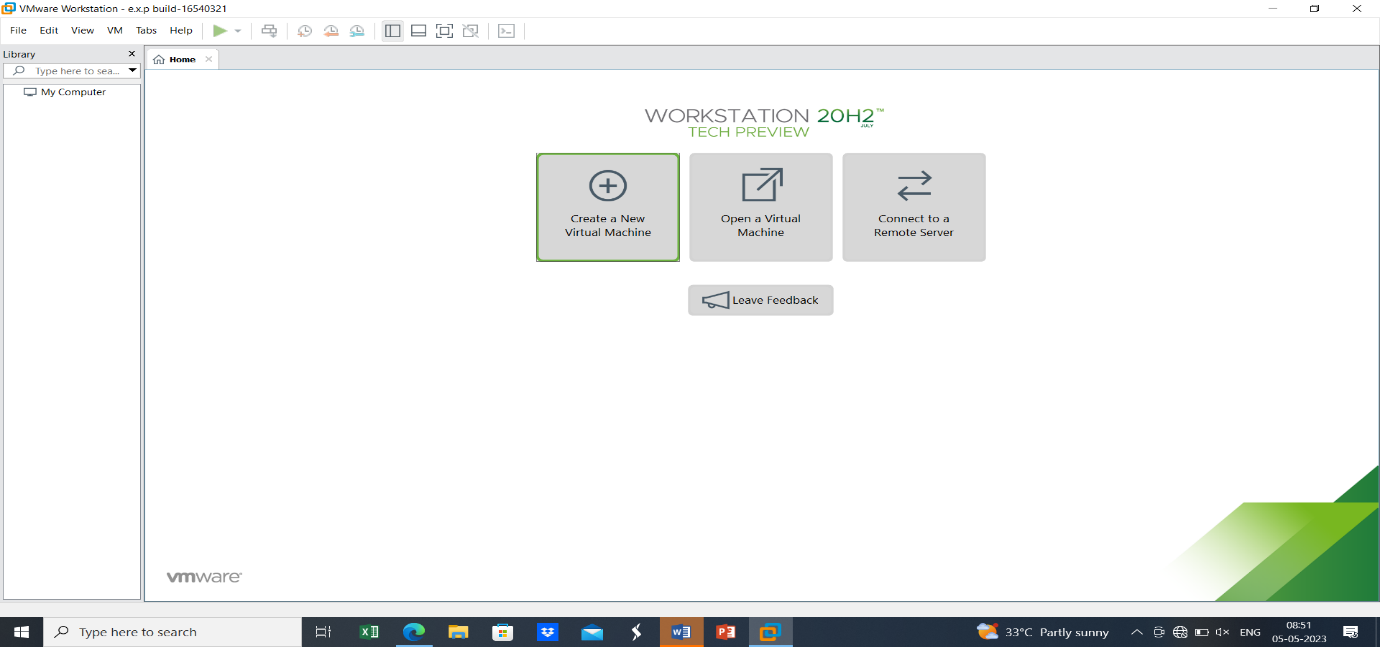 VMware Workstation - e.x.p build-16540321
File Edit View VM Tabs Help
Library
Type here to sea...
My Computer
Home
WORKSTATION 20H2™
JULY
TECH PREVIEW
Create a New
Virtual Machine
Open a Virtual
Machine
Connect to a
Remote Server
Leave Feedback
vmware®
Type here to search
33°C Partly sunny
ENG
08:51
05-05-2023